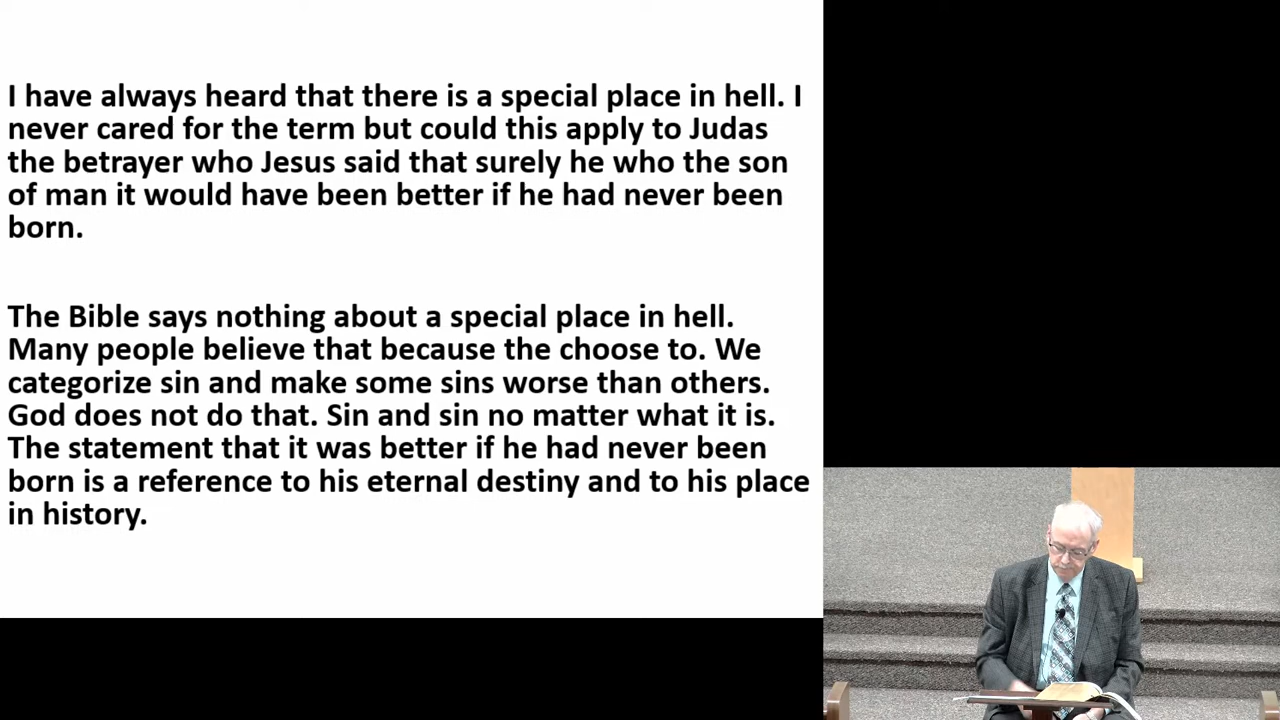 I have always heard that there is a special place in hell. I
never cared for the term but could this apply to Judas
the betrayer who Jesus said that surely he who the son
of man it would have been better if he had never been
born.
The Bible says nothing about a special place in hell.
Many people believe that because the choose to. We
categorize sin and make some sins worse than others.
God does not do that. Sin and sin no matter what it is.
The statement that it was better if he had never been
born is a reference to his eternal destiny and to his place
in history.